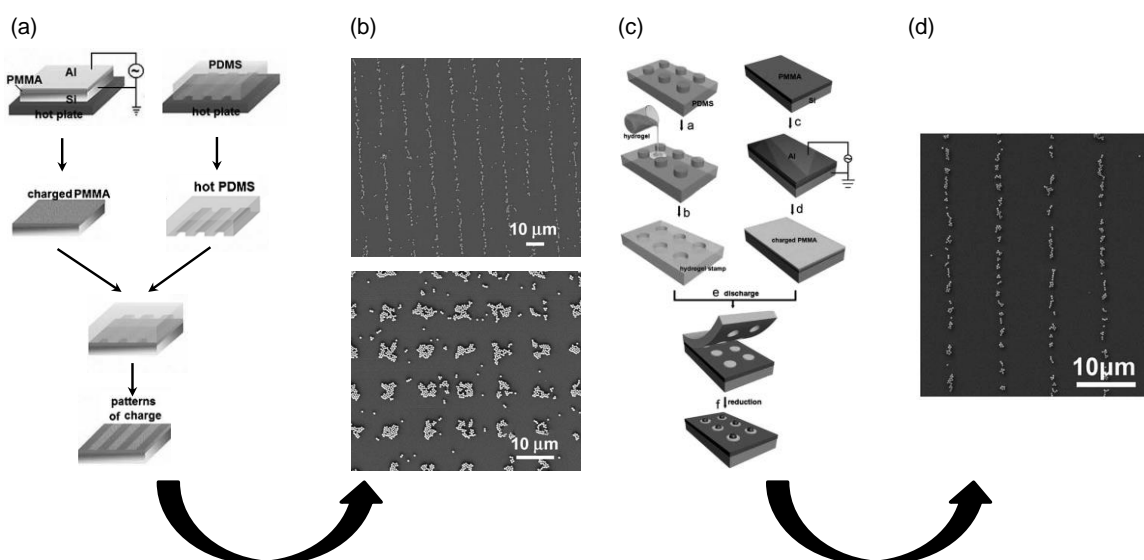 (a)
(b)
(c)
(d)
Al
PMMA
Si
hot plate
PDMS
hot plate
charged PMMA
hot PDMS
patterns
of charge
10 μm
10 μm
PDMS
hydrogel
a
b
hydrogel stamp
PMMA
Si
c
Al
d
charged PMMA
e discharge
f reduction
10μm